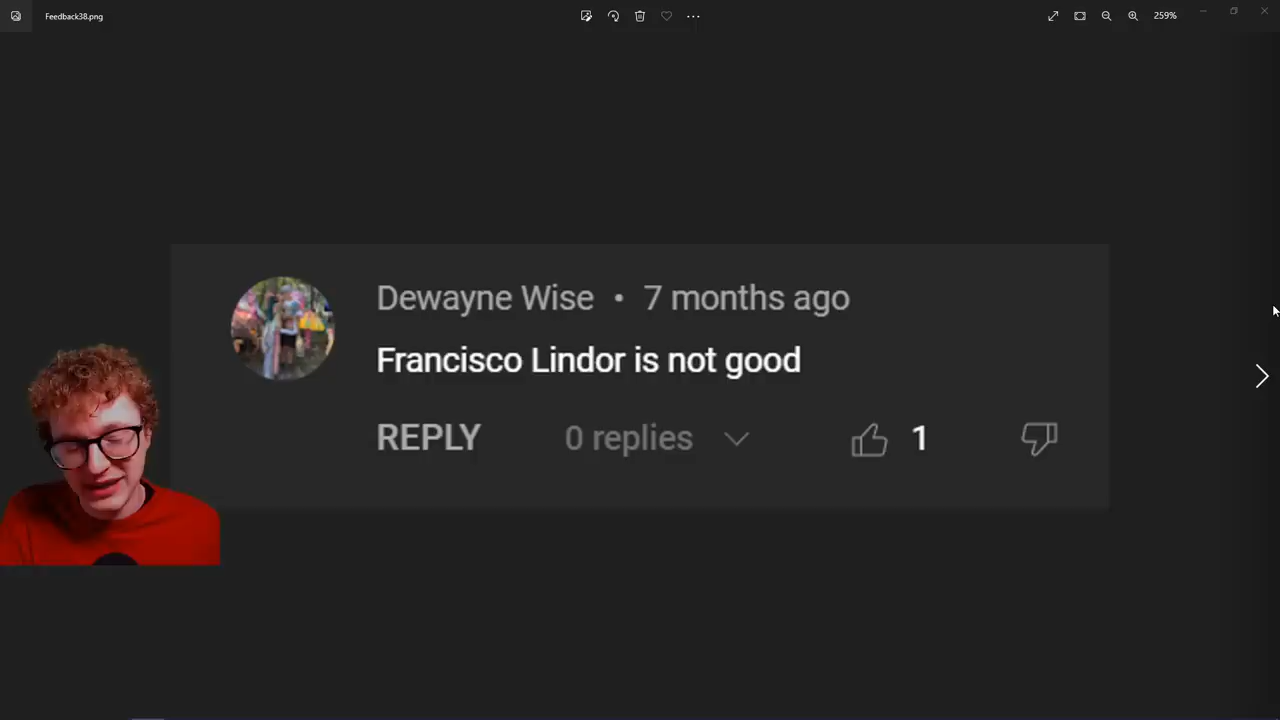 Feedback38.png
259%
Dewayne Wise • 7 months ago
Francisco Lindor is not good
REPLY 0 replies 1